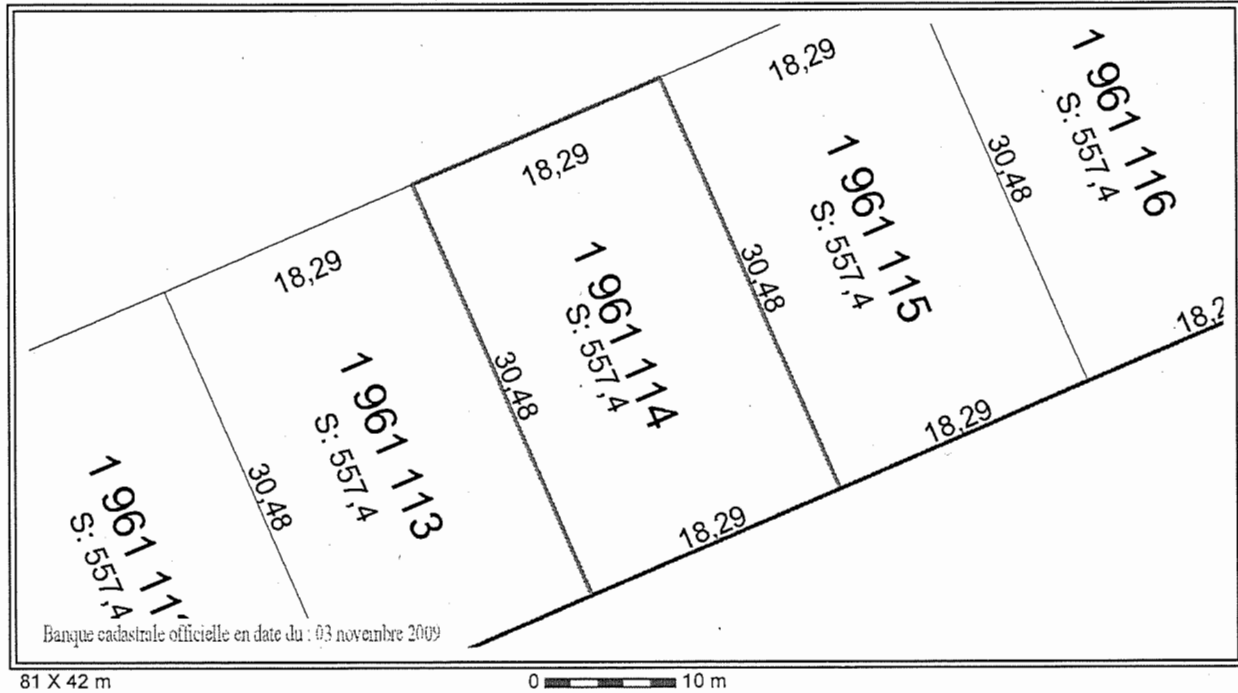 18,29
1 961 116
S: 557,4
30,48
18,29
1 961 115
S: 557,4
30,48
18,29
1 961 114
S: 557,4
30,48
18,29
1 961 113
S: 557,4
30,48
S: 557,4
18,29
18,29
Banque cadastrale officielle en date du : 03 novembre 2009
81 X 42 m
0 10 m